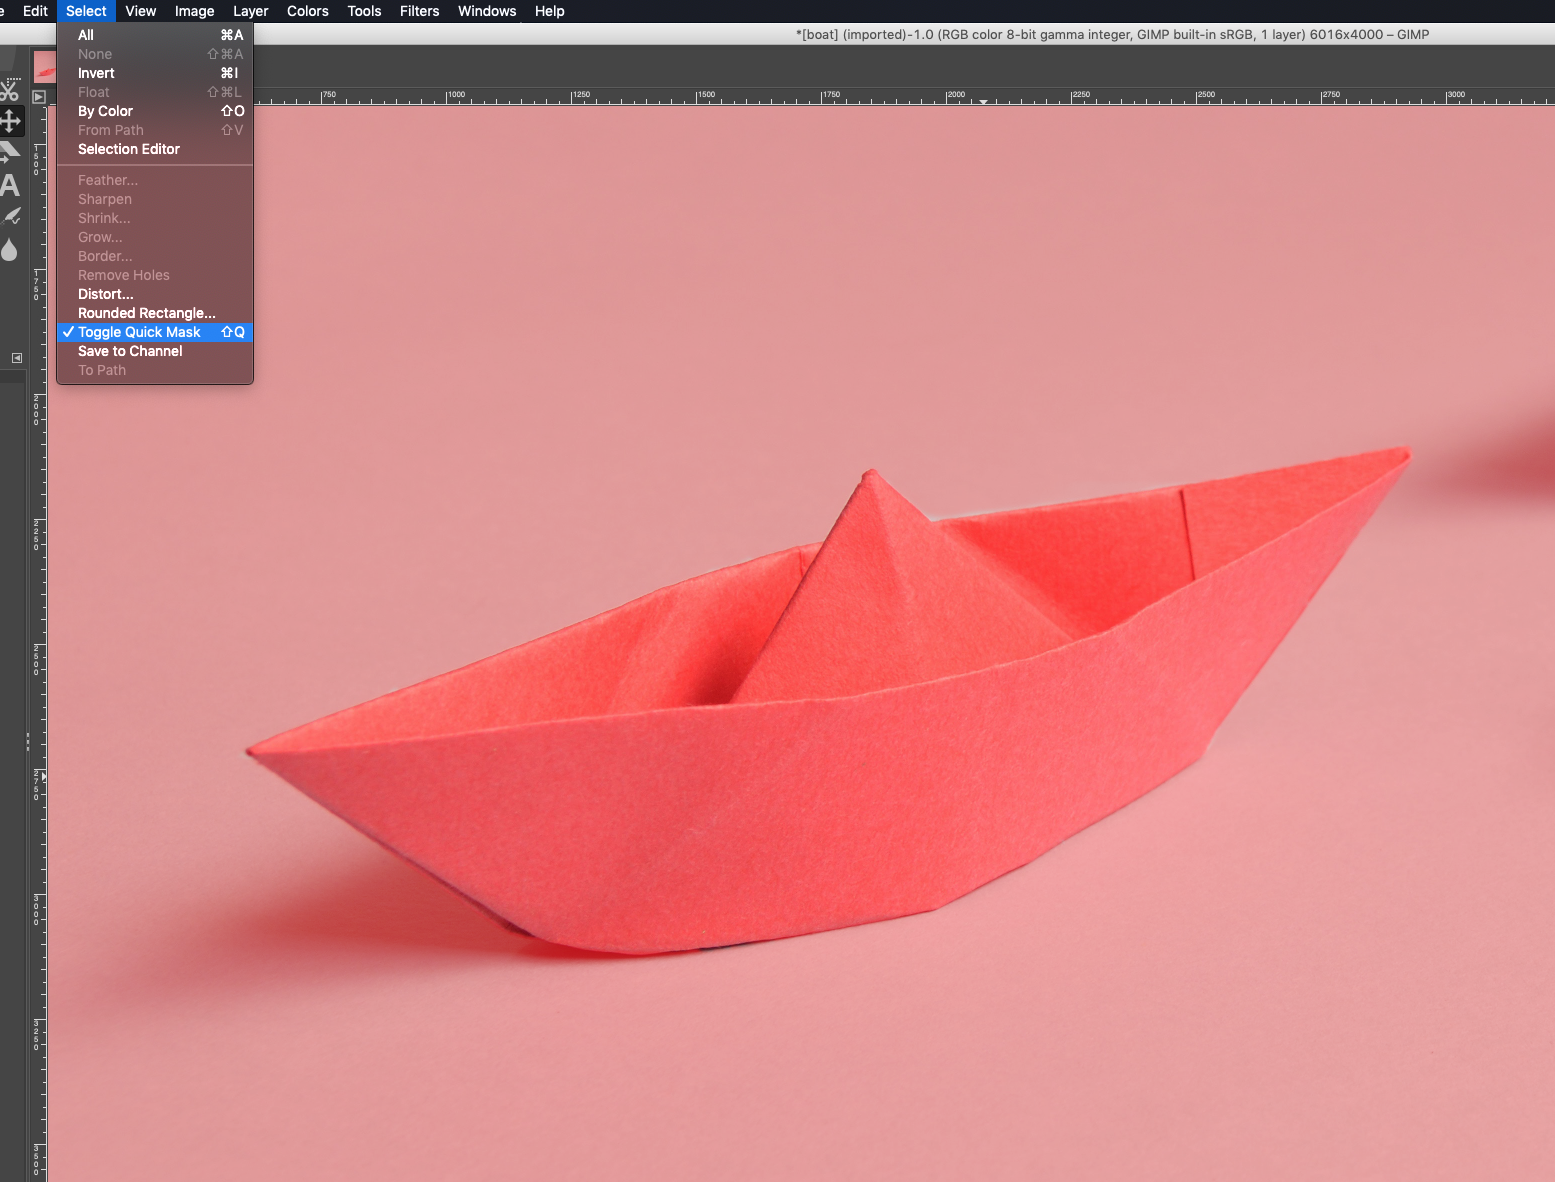 e Edit Select View Image Layer Colors Tools Filters Windows Help
*[boat] (imported)-1.0 (RGB color 8-bit gamma integer, GIMP built-in sRGB, 1 layer) 6016x4000 – GIMP
All ⌘A
None ⇧⌘A
Invert ⌘I
Float ⇧⌘L
By Color ⇧O
From Path ⇧V
Selection Editor
Feather...
Sharpen
Shrink...
Grow...
Border...
Remove Holes
Distort...
Rounded Rectangle...
✓ Toggle Quick Mask ⇧Q
Save to Channel
To Path
750 1000 1250 1500 1750 2000 2250 2500 2750 3000
1500
1750
2000
2250
2500
2750
3000
3250
3500
A